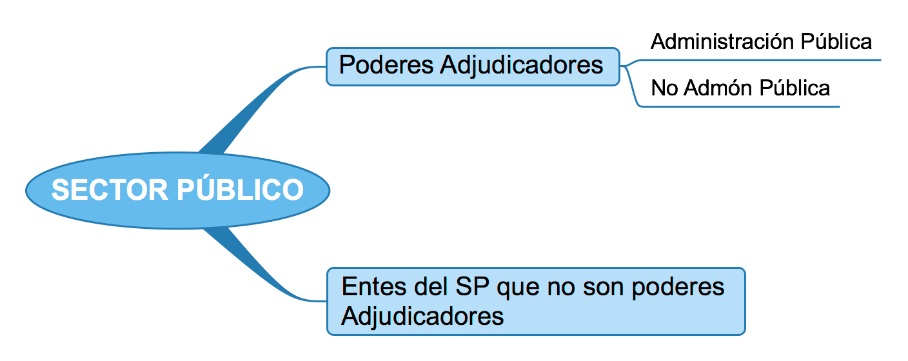 Administración Pública
Poderes Adjudicadores
No Admón Pública
SECTOR PÚBLICO
Entes del SP que no son poderes
Adjudicadores